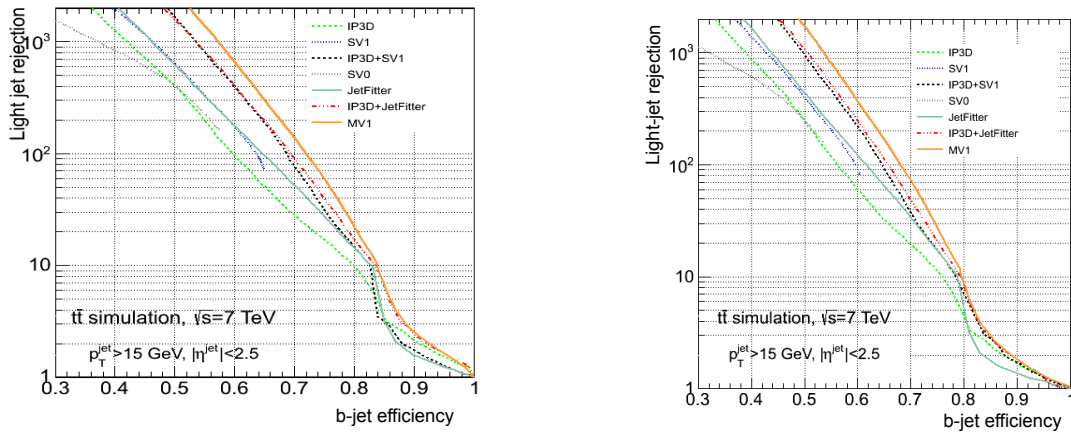 Light jet rejection
10³
10²
10
1
IP3D
SV1
IP3D+SV1
SV0
JetFitter
IP3D+JetFitter
MV1
tt̄ simulation, √s=7 TeV
p_T^jet>15 GeV, |η^jet|<2.5
0.3 0.4 0.5 0.6 0.7 0.8 0.9 1
b-jet efficiency
Light-jet rejection
10³
10²
10
1
IP3D
SV1
IP3D+SV1
SV0
JetFitter
IP3D+JetFitter
MV1
tt̄ simulation, √s=7 TeV
p_T^jet>15 GeV, |η^jet|<2.5
0.3 0.4 0.5 0.6 0.7 0.8 0.9 1
b-jet efficiency